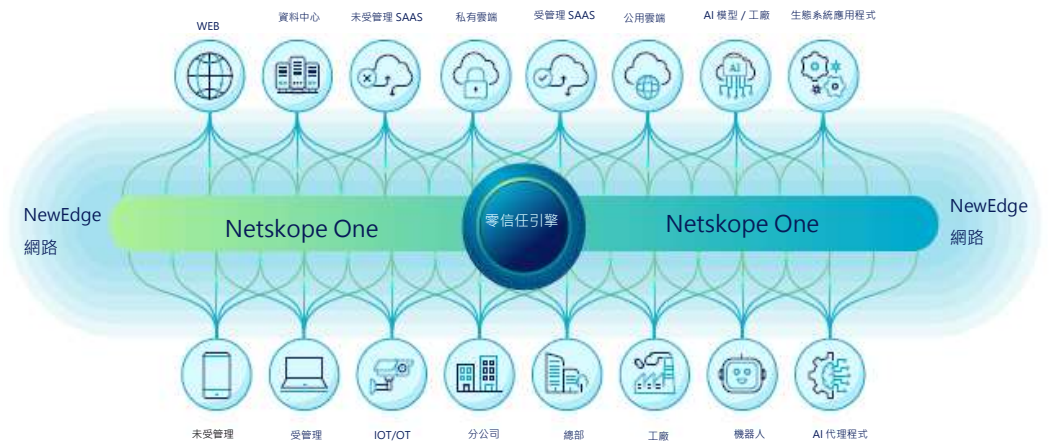 WEB
資料中心
未受管理 SAAS
私有雲端
受管理 SAAS
公用雲端
AI 模型 / 工廠
生態系統應用程式
AI
NewEdge
網路
Netskope One
零信任引擎
Netskope One
NewEdge
網路
未受管理
受管理
IOT/OT
分公司
總部
工廠
機器人
AI 代理程式